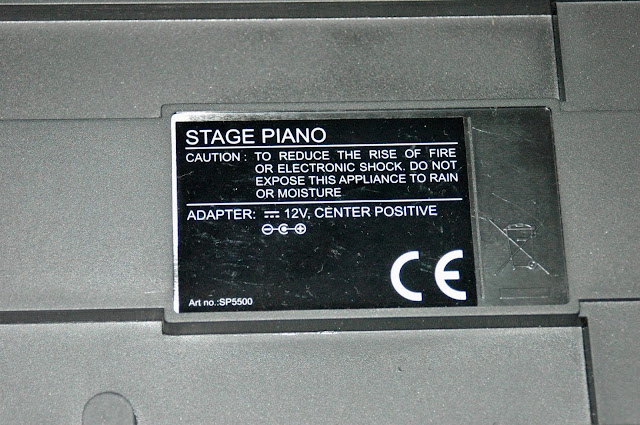 STAGE PIANO
CAUTION : TO REDUCE THE RISE OF FIRE
OR ELECTRONIC SHOCK. DO NOT
EXPOSE THIS APPLIANCE TO RAIN
OR MOISTURE
ADAPTER: ⎓ 12V, CENTER POSITIVE
CE
Art no.:SP5500